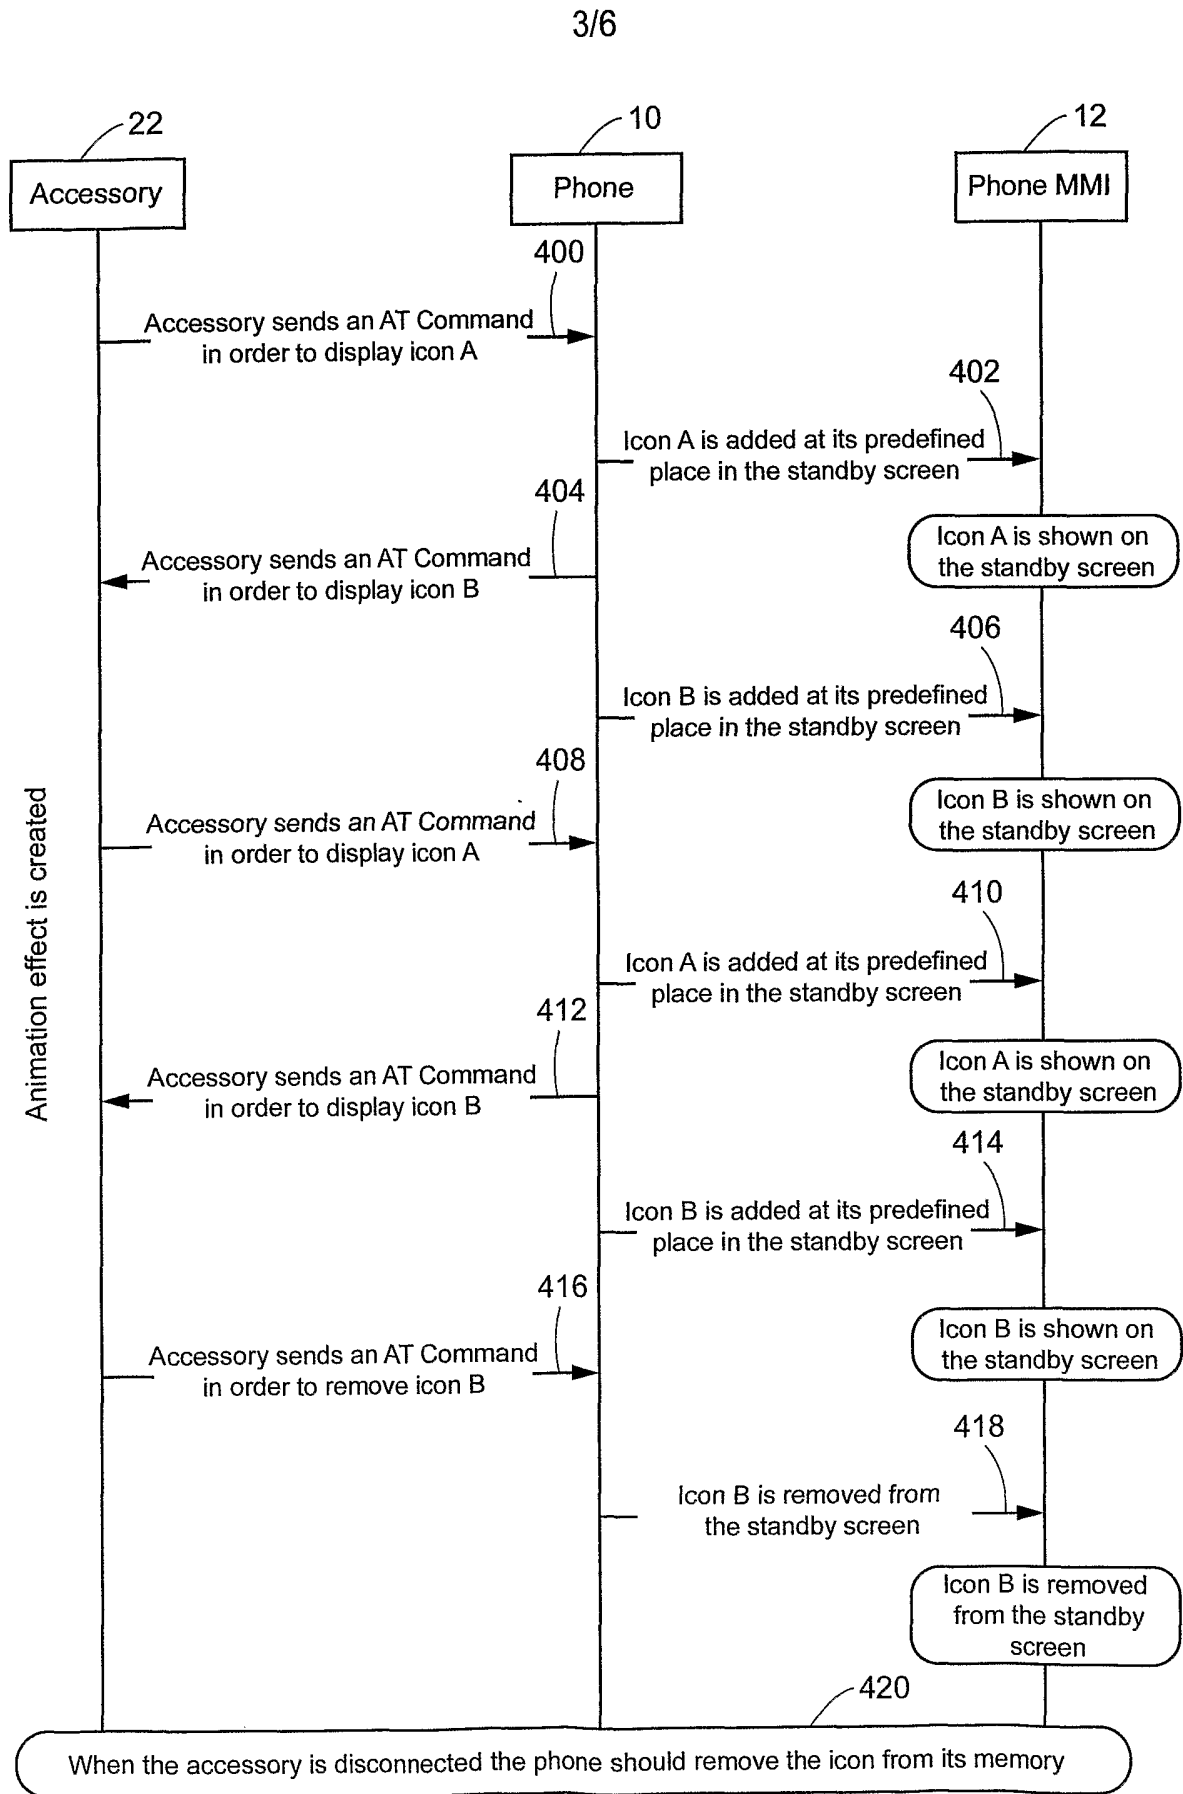 3/6
22
10
12
Accessory
Phone
Phone MMI
400
Accessory sends an AT Command
in order to display icon A
402
Icon A is added at its predefined
place in the standby screen
404
Icon A is shown on
the standby screen
Accessory sends an AT Command
in order to display icon B
406
Icon B is added at its predefined
place in the standby screen
408
Icon B is shown on
the standby screen
Accessory sends an AT Command
in order to display icon A
Animation effect is created
410
Icon A is added at its predefined
place in the standby screen
412
Icon A is shown on
the standby screen
Accessory sends an AT Command
in order to display icon B
414
Icon B is added at its predefined
place in the standby screen
416
Icon B is shown on
the standby screen
Accessory sends an AT Command
in order to remove icon B
418
Icon B is removed from
the standby screen
Icon B is removed
from the standby
screen
420
When the accessory is disconnected the phone should remove the icon from its memory